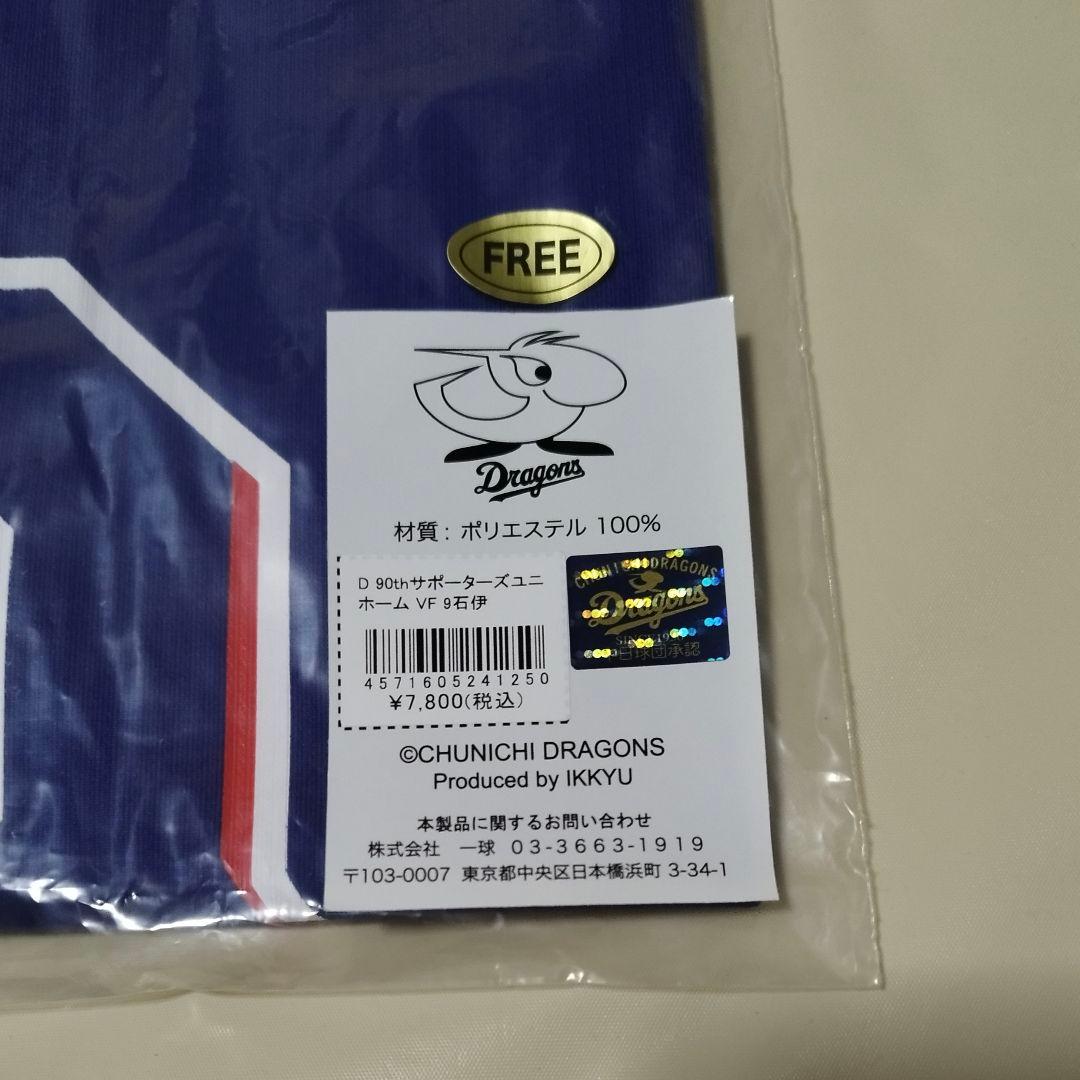 FREE
Dragons
材質: ポリエステル 100%
D 90thサポーターズユニ
ホーム VF 9石伊
4571605241250
¥7,800(税込)
CHUNICHI DRAGONS
Dragons
中日球団承認
©CHUNICHI DRAGONS
Produced by IKKYU
本製品に関するお問い合わせ
株式会社 一球 03-3663-1919
〒103-0007 東京都中央区日本橋浜町 3-34-1